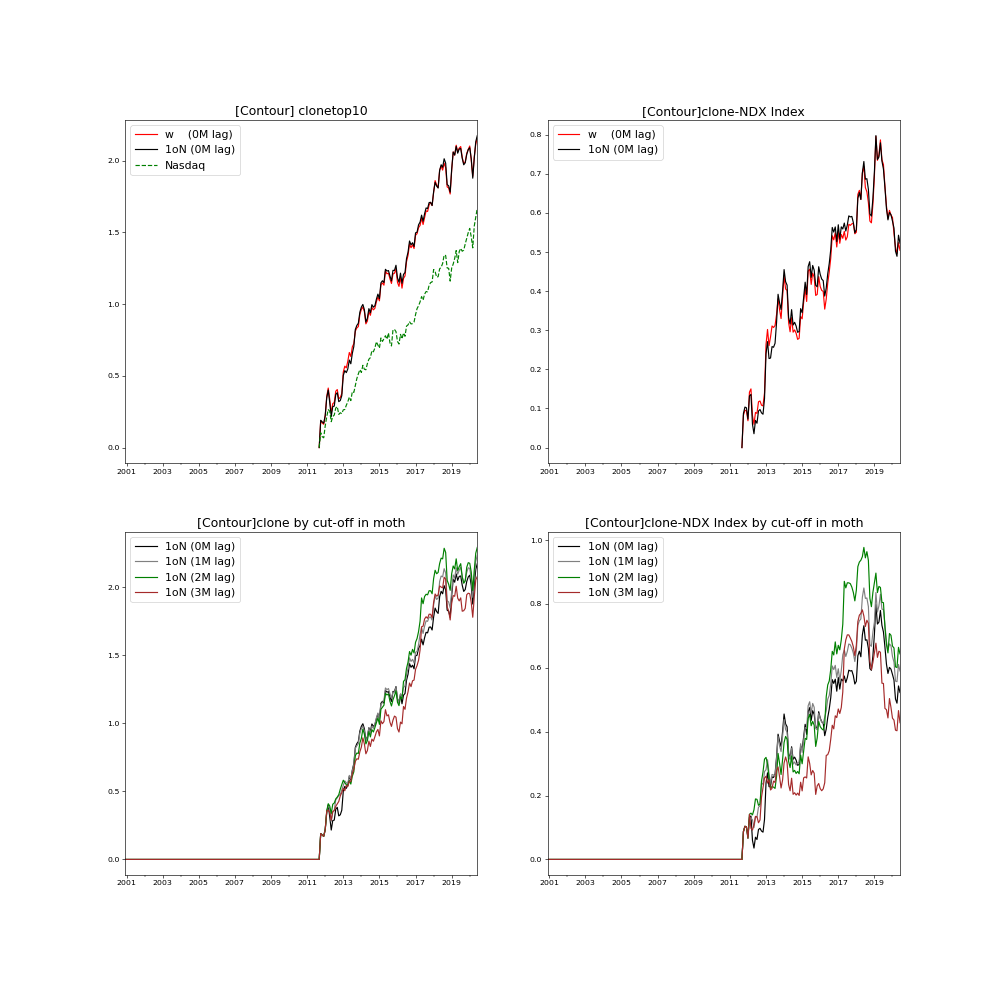 [Contour] clonetop10
w (0M lag)
1oN (0M lag)
Nasdaq
2.0
1.5
1.0
0.5
0.0
2001 2003 2005 2007 2009 2011 2013 2015 2017 2019
[Contour]clone-NDX Index
w (0M lag)
1oN (0M lag)
0.8
0.7
0.6
0.5
0.4
0.3
0.2
0.1
0.0
2001 2003 2005 2007 2009 2011 2013 2015 2017 2019
[Contour]clone by cut-off in moth
1oN (0M lag)
1oN (1M lag)
1oN (2M lag)
1oN (3M lag)
2.0
1.5
1.0
0.5
0.0
2001 2003 2005 2007 2009 2011 2013 2015 2017 2019
[Contour]clone-NDX Index by cut-off in moth
1oN (0M lag)
1oN (1M lag)
1oN (2M lag)
1oN (3M lag)
1.0
0.8
0.6
0.4
0.2
0.0
2001 2003 2005 2007 2009 2011 2013 2015 2017 2019